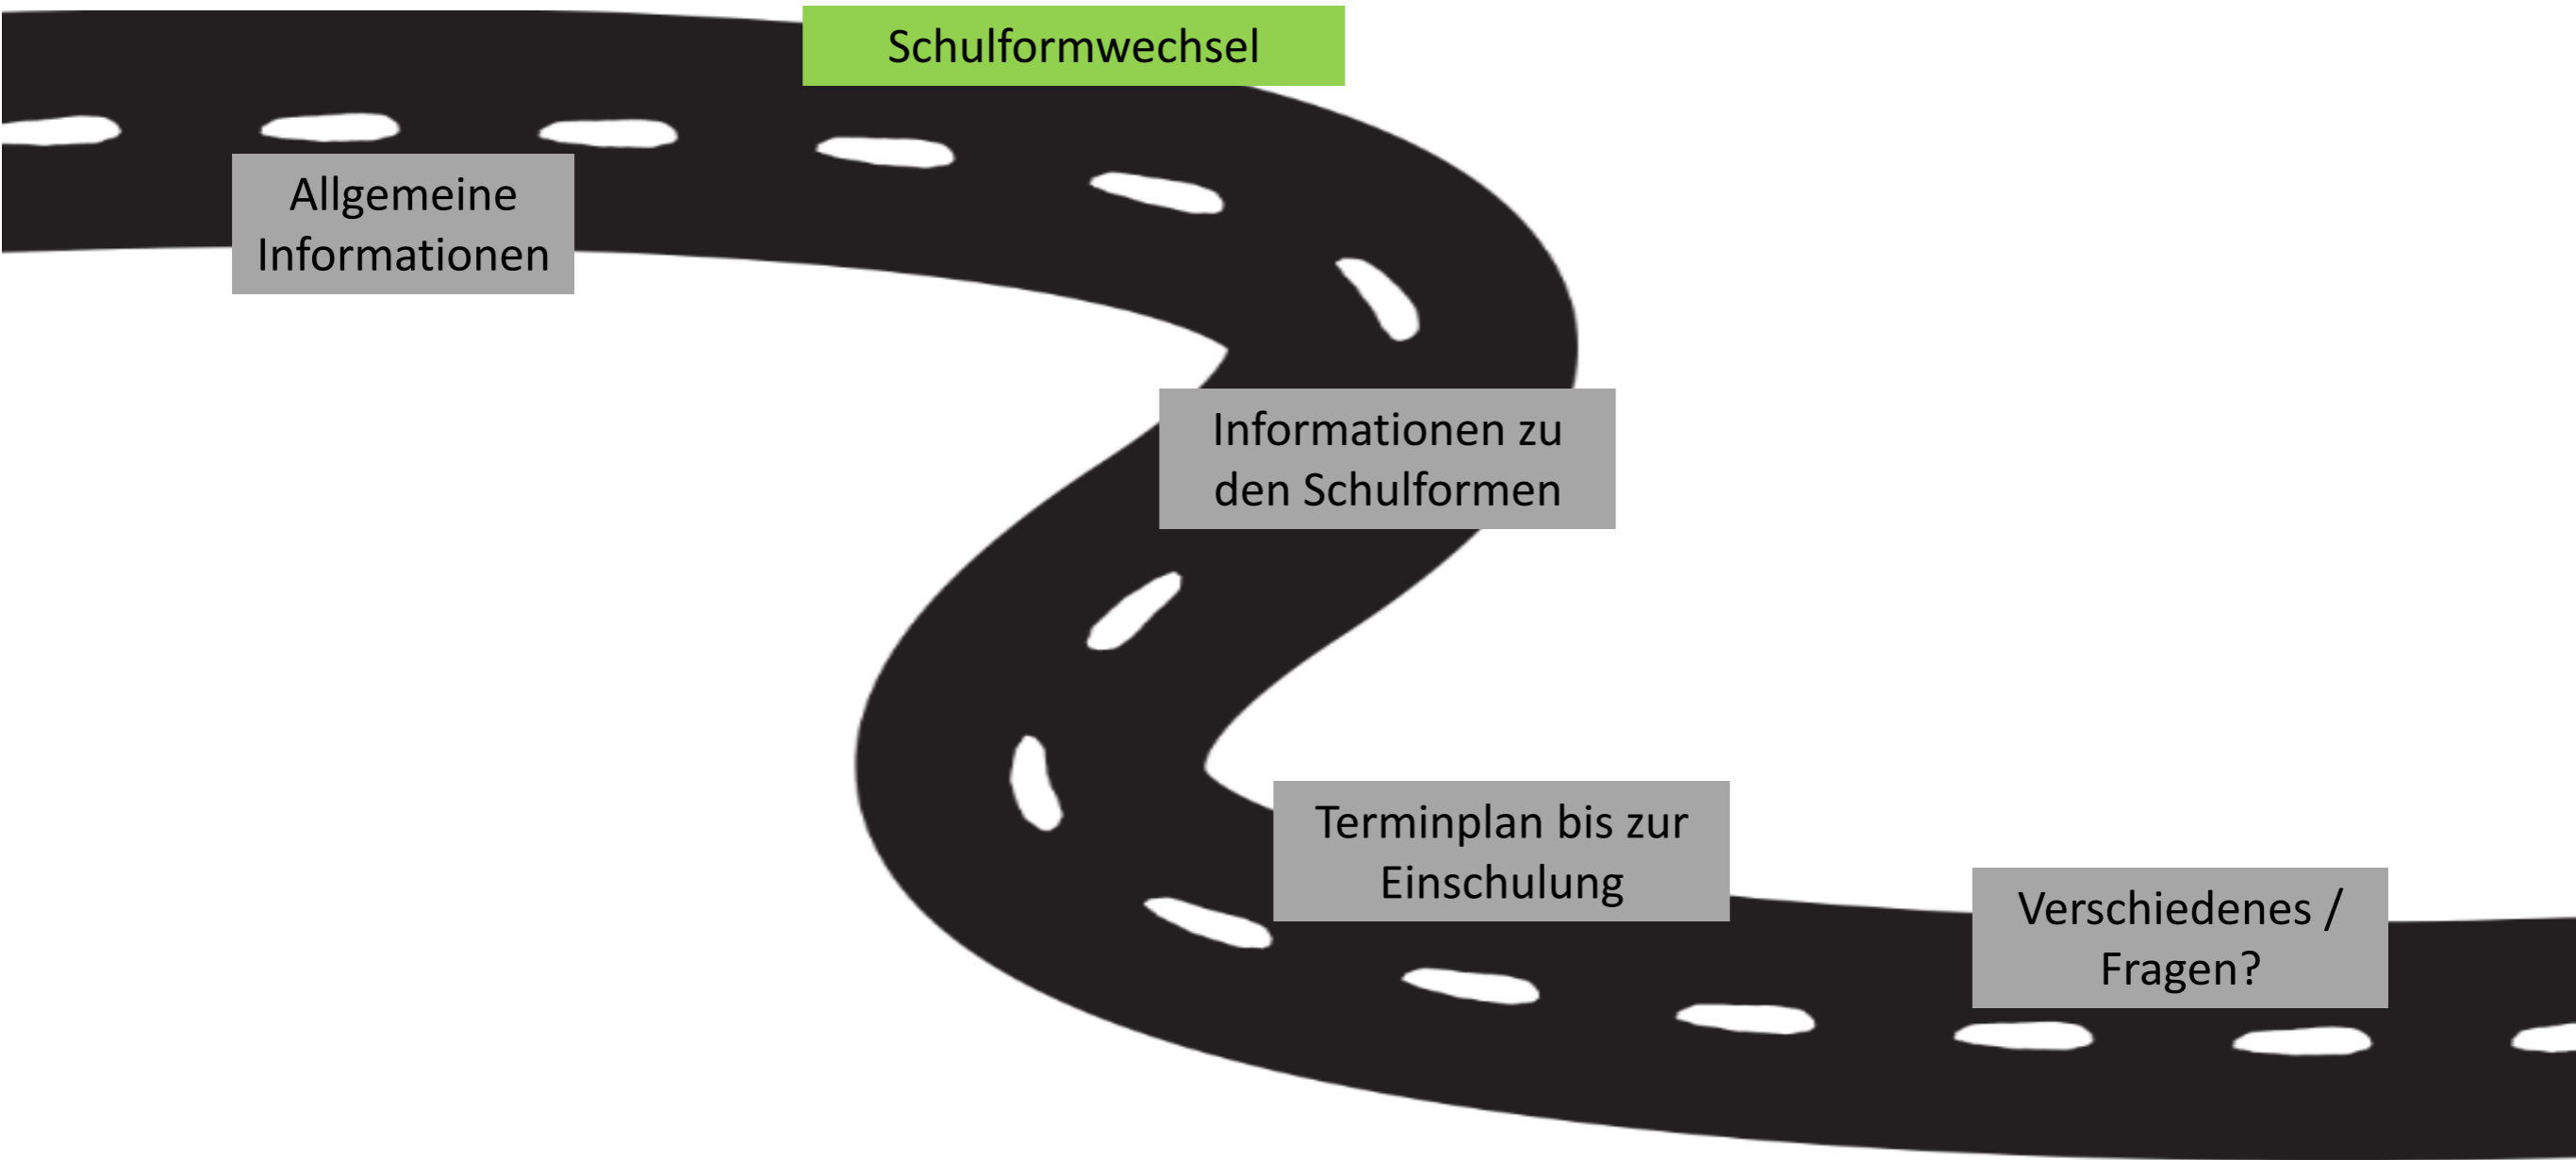 Schulformwechsel
Allgemeine
Informationen
Informationen zu
den Schulformen
Terminplan bis zur
Einschulung
Verschiedenes /
Fragen?